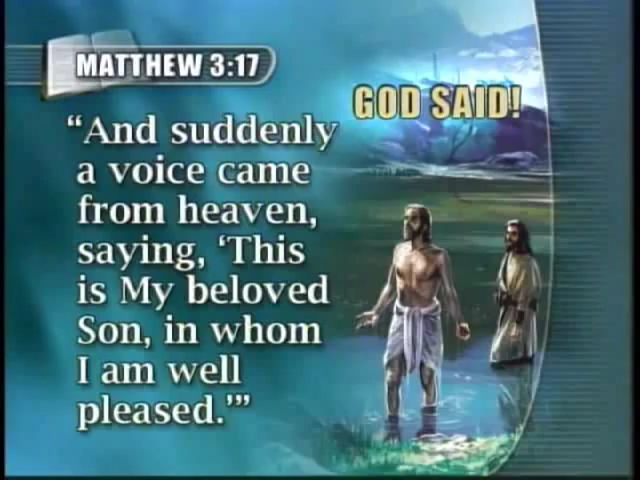 MATTHEW 3:17
GOD SAID!
“And suddenly
a voice came
from heaven,
saying, ‘This
is My beloved
Son, in whom
I am well
pleased.’”